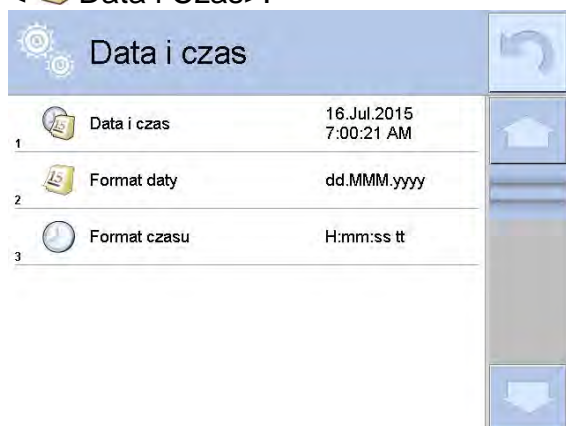 Data i czas
1 Data i czas 16.Jul.2015
7:00:21 AM
2 Format daty dd.MMM.yyyy
3 Format czasu H:mm:ss tt